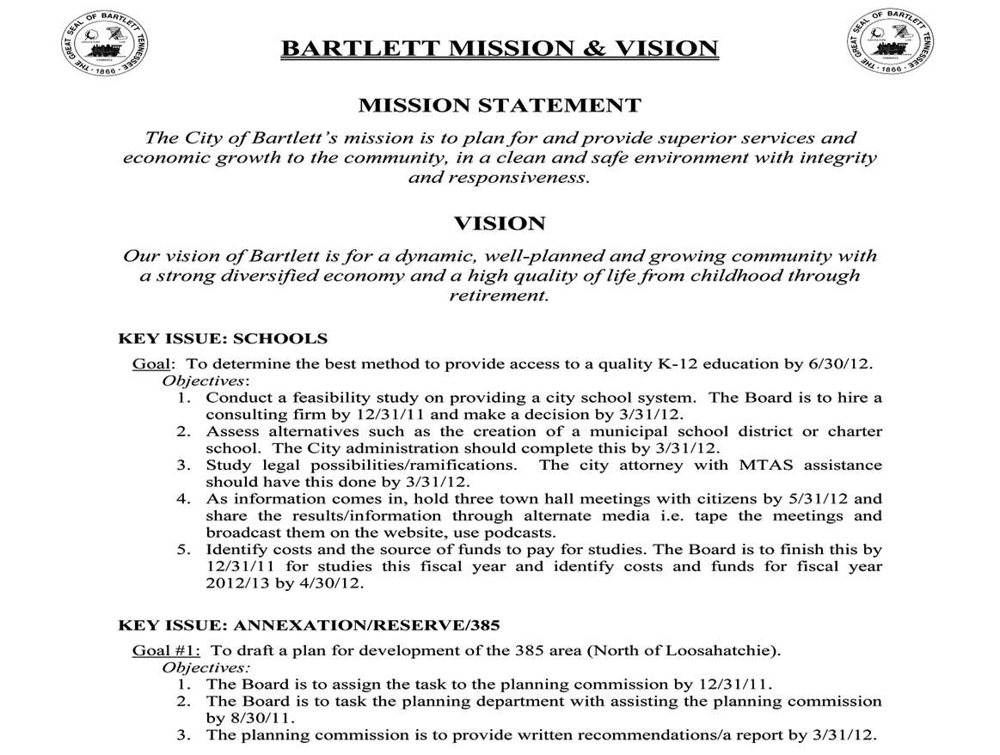 THE GREAT SEAL OF BARTLETT TENNESSEE
AGRICULTURE LAW
COMMERCE
· 1866 ·
BARTLETT MISSION & VISION
THE GREAT SEAL OF BARTLETT TENNESSEE
AGRICULTURE LAW
COMMERCE
· 1866 ·
MISSION STATEMENT
The City of Bartlett’s mission is to plan for and provide superior services and
economic growth to the community, in a clean and safe environment with integrity
and responsiveness.
VISION
Our vision of Bartlett is for a dynamic, well-planned and growing community with
a strong diversified economy and a high quality of life from childhood through
retirement.
KEY ISSUE: SCHOOLS
Goal: To determine the best method to provide access to a quality K-12 education by 6/30/12.
Objectives:
1. Conduct a feasibility study on providing a city school system. The Board is to hire a
consulting firm by 12/31/11 and make a decision by 3/31/12.
2. Assess alternatives such as the creation of a municipal school district or charter
school. The City administration should complete this by 3/31/12.
3. Study legal possibilities/ramifications. The city attorney with MTAS assistance
should have this done by 3/31/12.
4. As information comes in, hold three town hall meetings with citizens by 5/31/12 and
share the results/information through alternate media i.e. tape the meetings and
broadcast them on the website, use podcasts.
5. Identify costs and the source of funds to pay for studies. The Board is to finish this by
12/31/11 for studies this fiscal year and identify costs and funds for fiscal year
2012/13 by 4/30/12.
KEY ISSUE: ANNEXATION/RESERVE/385
Goal #1: To draft a plan for development of the 385 area (North of Loosahatchie).
Objectives:
1. The Board is to assign the task to the planning commission by 12/31/11.
2. The Board is to task the planning department with assisting the planning commission
by 8/30/11.
3. The planning commission is to provide written recommendations/a report by 3/31/12.